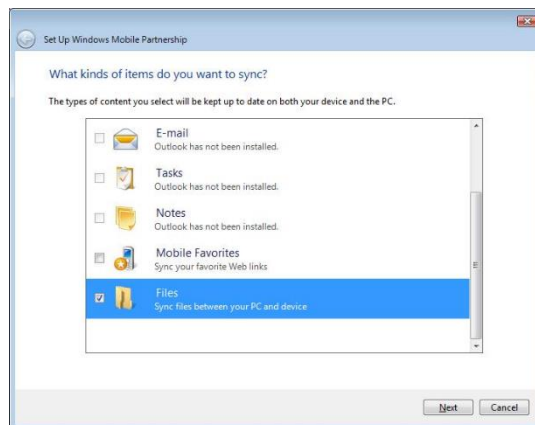 Set Up Windows Mobile Partnership
What kinds of items do you want to sync?
The types of content you select will be kept up to date on both your device and the PC.
E-mail
Outlook has not been installed.
Tasks
Outlook has not been installed.
Notes
Outlook has not been installed.
Mobile Favorites
Sync your favorite Web links
Files
Sync files between your PC and device
Next Cancel